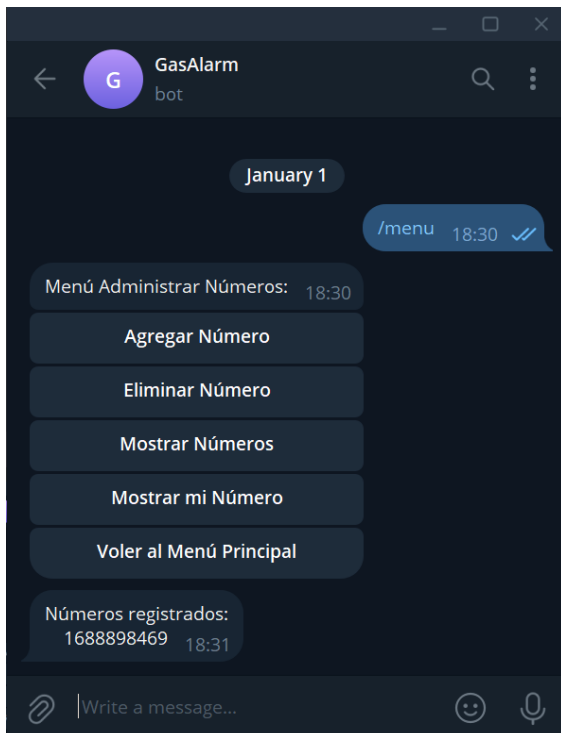 G
GasAlarm
bot
January 1
/menu 18:30
Menú Administrar Números: 18:30
Agregar Número
Eliminar Número
Mostrar Números
Mostrar mi Número
Voler al Menú Principal
Números registrados:
1688898469 18:31
Write a message...